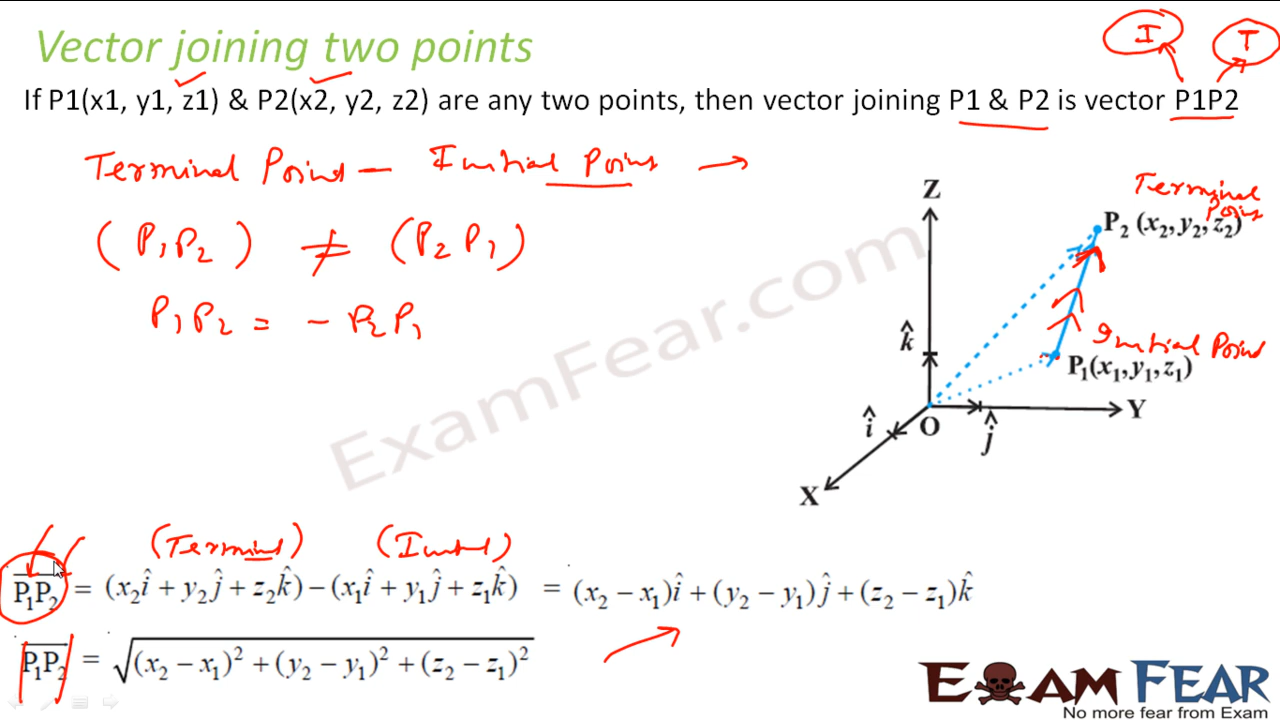 Vector joining two points
I T
If P1(x1, y1, z1) & P2(x2, y2, z2) are any two points, then vector joining P1 & P2 is vector P1P2
Terminal Point — Initial Point →
(P₁P₂) ≠ (P₂P₁)
P₁P₂ = - P₂P₁
Z
Terminal
Point
P₂ (x₂,y₂,z₂)
k̂
Initial Point
P₁(x₁,y₁,z₁)
î O ĵ Y
X
ExamFear.com
(Terminal) (Initial)
P₁P₂ = (x₂î + y₂ĵ + z₂k̂) – (x₁î + y₁ĵ + z₁k̂) = (x₂ – x₁)î + (y₂ – y₁)ĵ + (z₂ – z₁)k̂
|P₁P₂| = √(x₂ – x₁)² + (y₂ – y₁)² + (z₂ – z₁)²
EXAM FEAR
No more fear from Exam